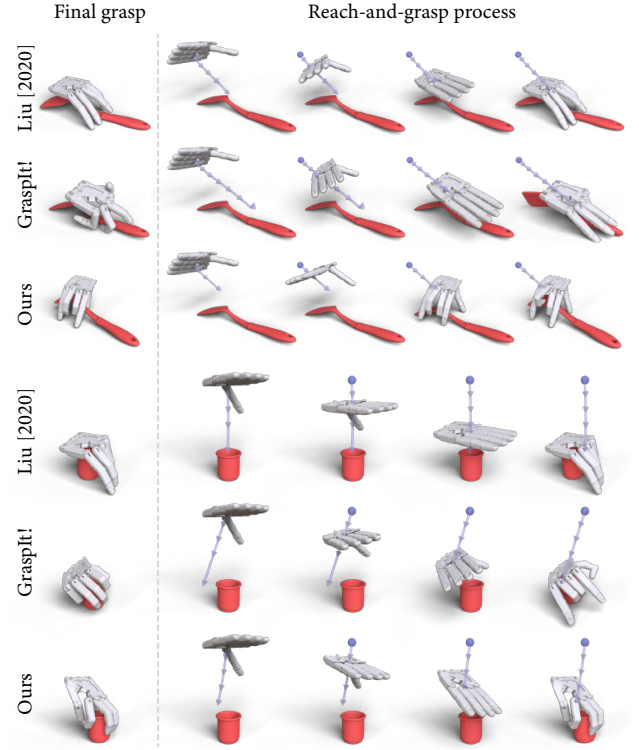 Final grasp
Reach-and-grasp process
Liu [2020]
GraspIt!
Ours
Liu [2020]
GraspIt!
Ours